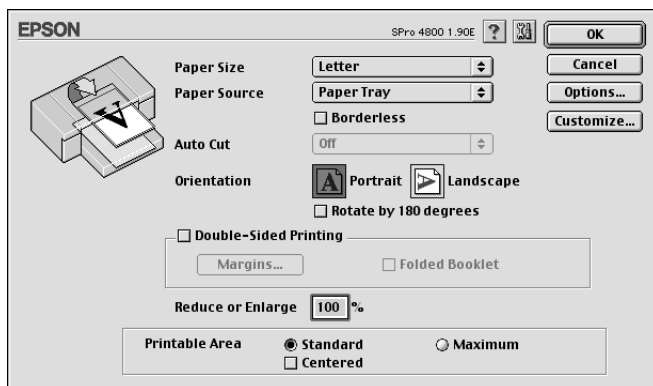 EPSON
SPro 4800 1.90E ?
OK
Paper Size Letter
Cancel
Paper Source Paper Tray
Options...
Borderless
Customize...
Auto Cut Off
Orientation A Portrait A Landscape
Rotate by 180 degrees
Double-Sided Printing
Margins... Folded Booklet
Reduce or Enlarge 100 %
Printable Area Standard Maximum
Centered